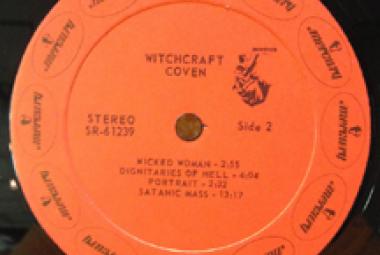 WITCHCRAFT
COVEN
STEREO
SR-61239
Side 2
WICKED WOMAN - 2:55
DIGNITARIES OF HELL - 4:04
PORTRAIT - 2:22
SATANIC MASS - 13:17